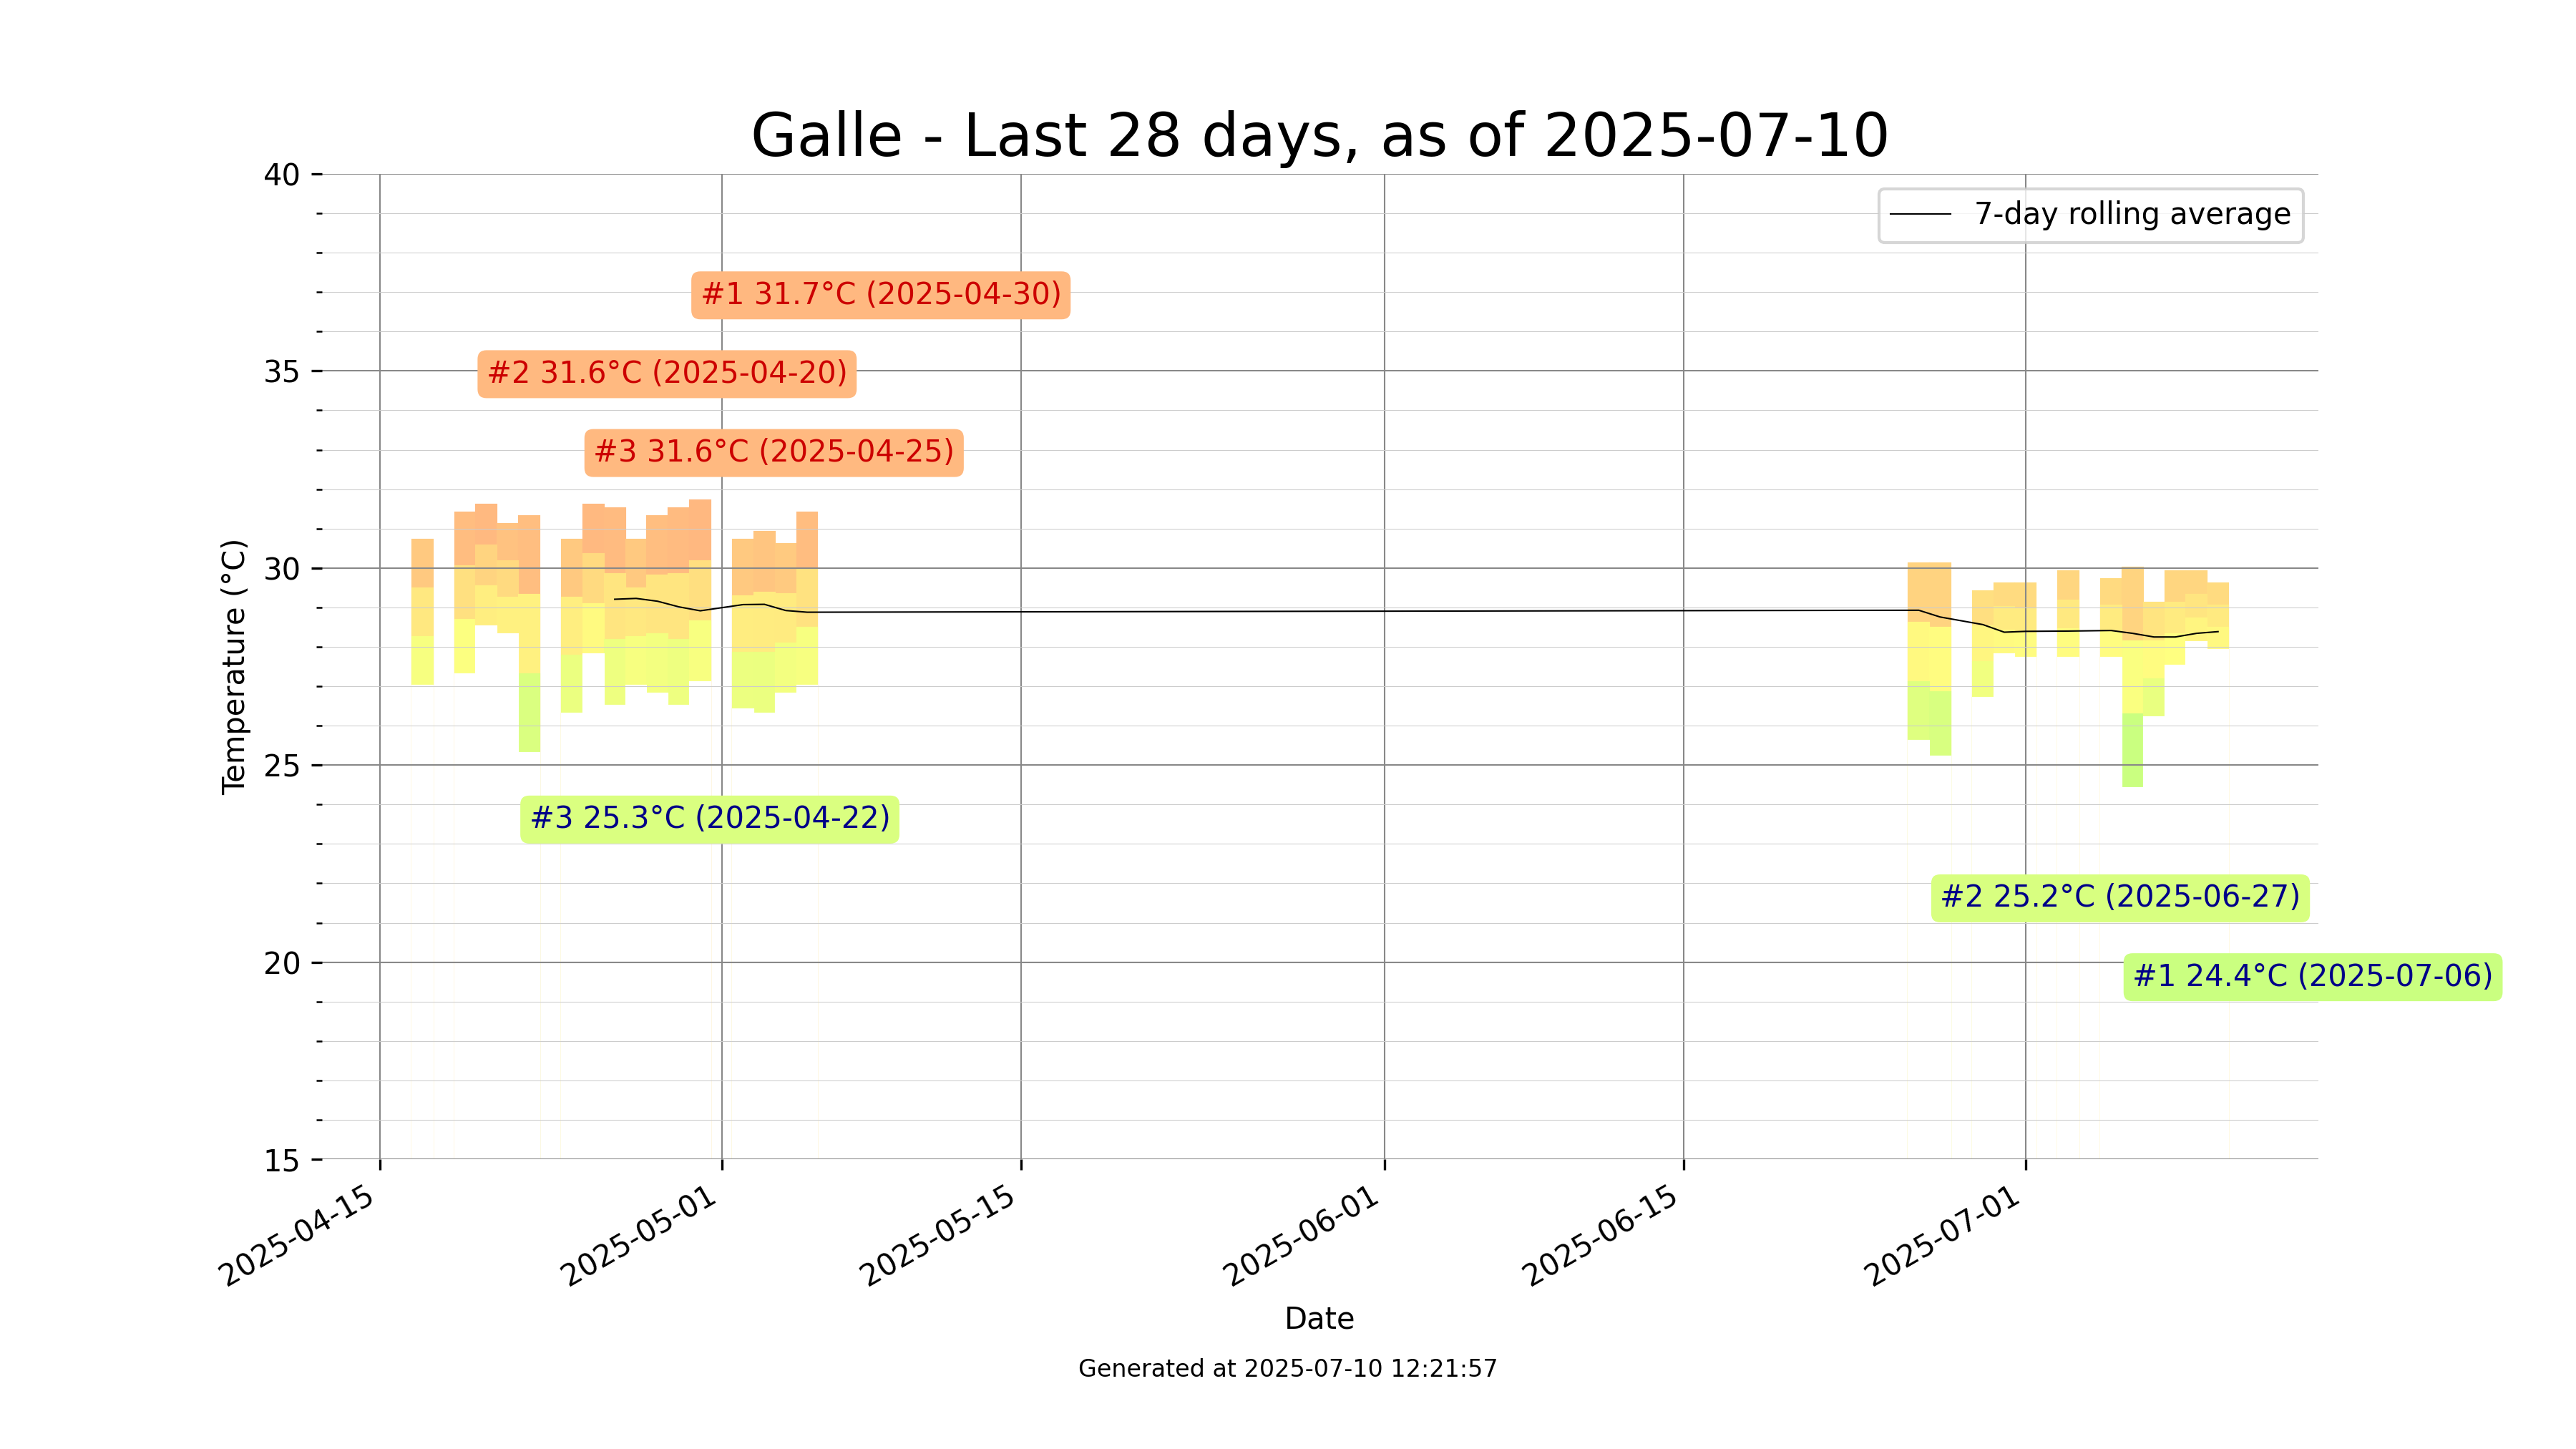 Galle - Last 28 days, as of 2025-07-10
40
7-day rolling average
#1 31.7°C (2025-04-30)
35
#2 31.6°C (2025-04-20)
#3 31.6°C (2025-04-25)
30
Temperature (°C)
25
#3 25.3°C (2025-04-22)
#2 25.2°C (2025-06-27)
20
#1 24.4°C (2025-07-06)
15
2025-04-15
2025-05-01
2025-05-15
2025-06-01
2025-06-15
2025-07-01
Date
Generated at 2025-07-10 12:21:57